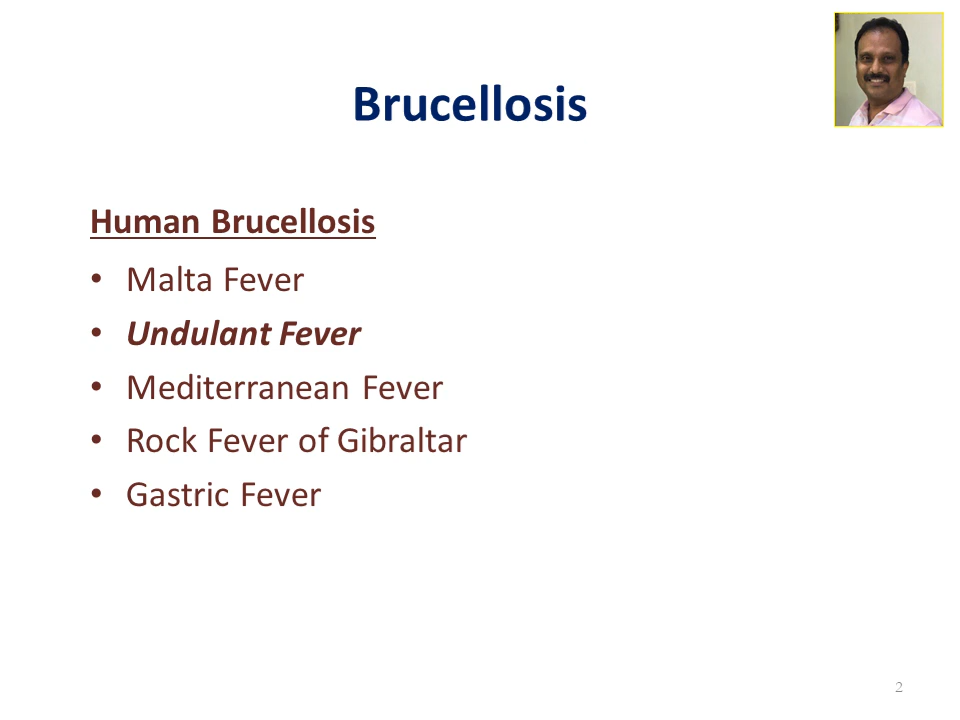 Brucellosis
Human Brucellosis
• Malta Fever
• Undulant Fever
• Mediterranean Fever
• Rock Fever of Gibraltar
• Gastric Fever
2